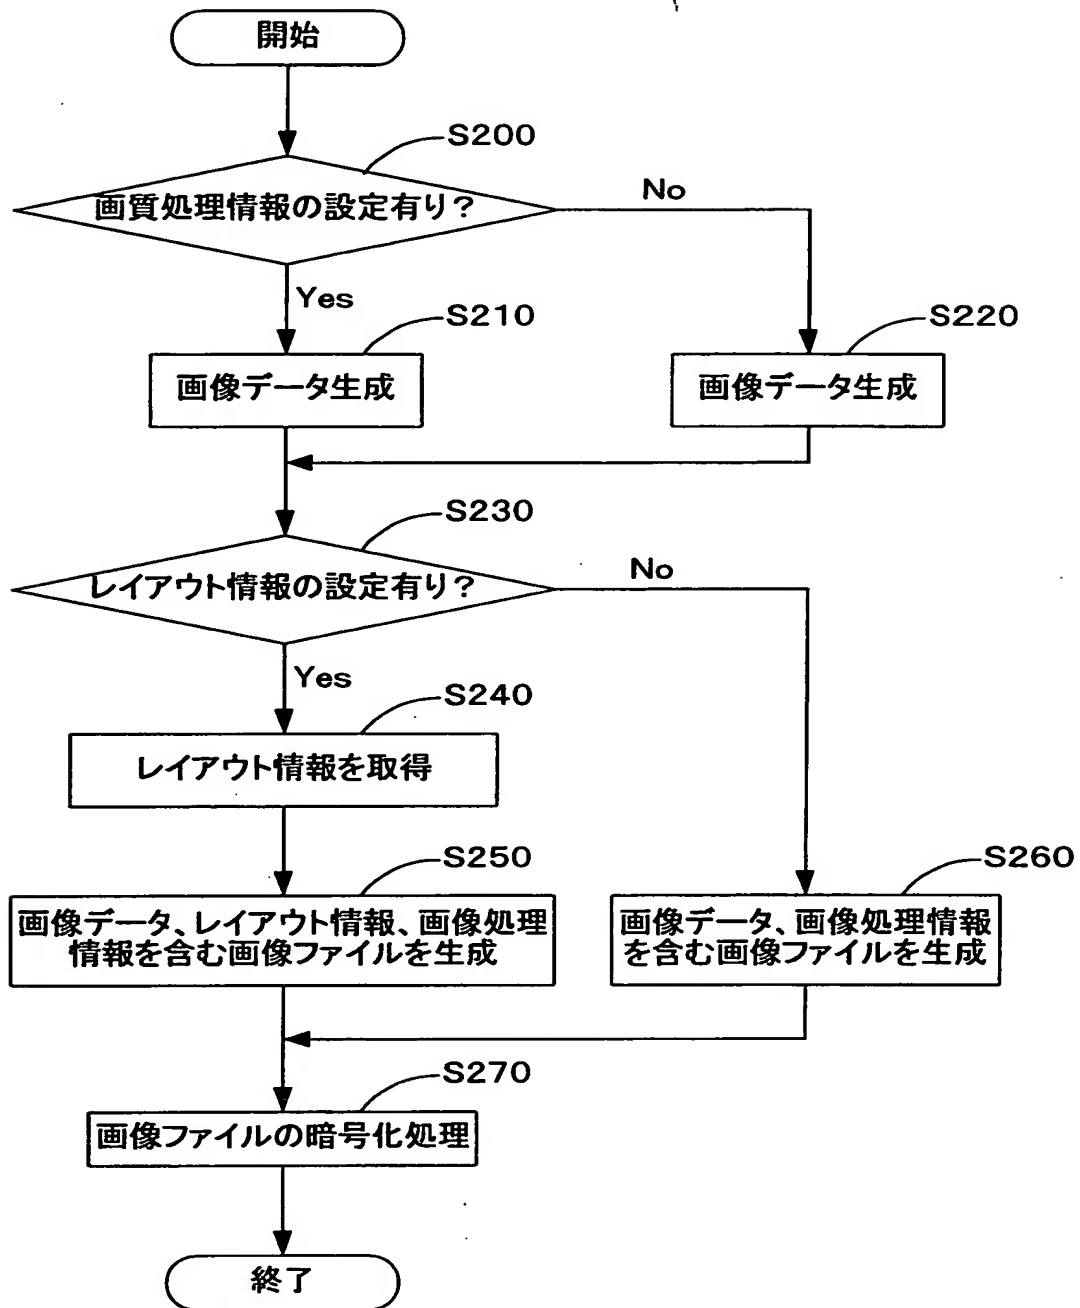 開始
S200
画質処理情報の設定有り?
No
Yes
S210
S220
画像データ生成
画像データ生成
S230
レイアウト情報の設定有り?
No
Yes
S240
レイアウト情報を取得
S250
S260
画像データ、レイアウト情報、画像処理
情報を含む画像ファイルを生成
画像データ、画像処理情報
を含む画像ファイルを生成
S270
画像ファイルの暗号化処理
終了